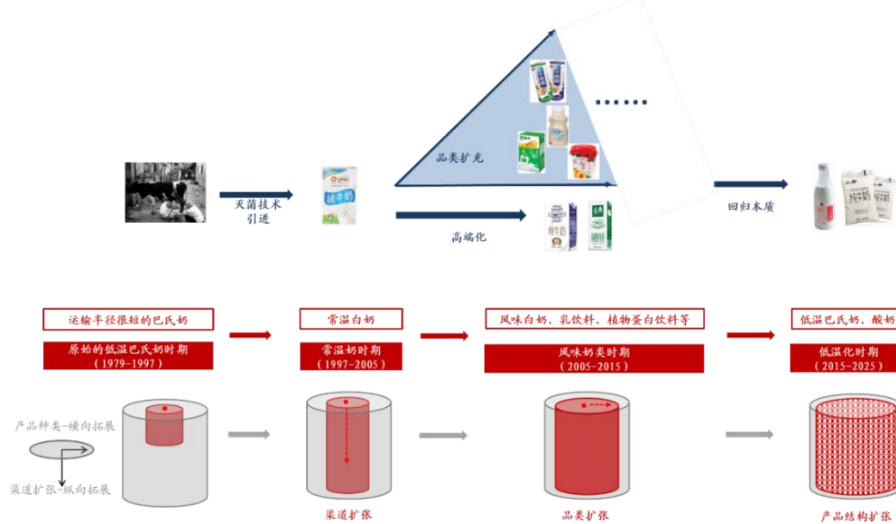 品类扩充
••••••
灭菌技术
引进
纯牛奶
高端化
回归本质
运输半径很短的巴氏奶
常温白奶
风味白奶、乳饮料、植物蛋白饮料等
低温巴氏奶、酸奶
原始的低温巴氏奶时期
(1979-1997)
常温奶时期
(1997-2005)
风味奶类时期
(2005-2015)
低温化时期
(2015-2025)
产品种类-横向拓展
渠道扩张-纵向拓展
渠道扩张
品类扩张
产品结构扩张